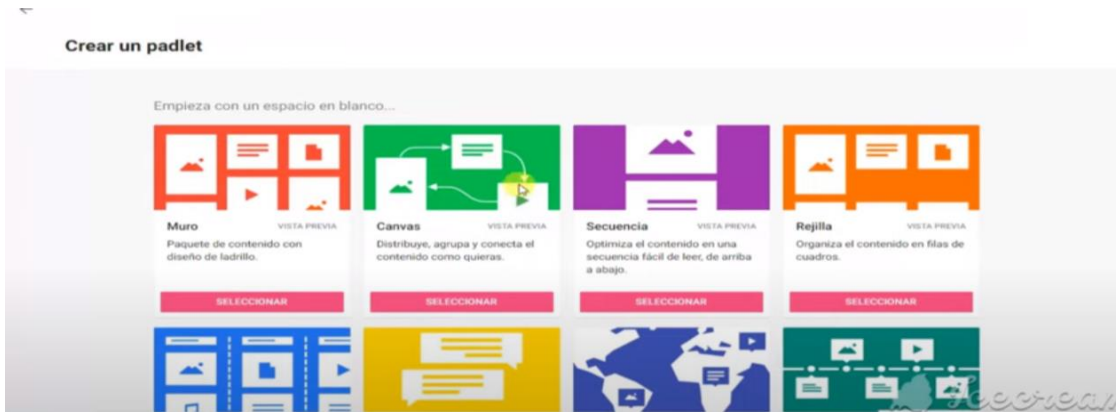 Crear un padlet
Empieza con un espacio en blanco...
Muro VISTA PREVIA
Paquete de contenido con
diseño de ladrillo.
SELECCIONAR
Canvas VISTA PREVIA
Distribuye, agrupa y conecta el
contenido como quieras.
SELECCIONAR
Secuencia VISTA PREVIA
Optimiza el contenido en una
secuencia fácil de leer, de arriba
a abajo.
SELECCIONAR
Rejilla VISTA PREVIA
Organiza el contenido en filas de
cuadros.
SELECCIONAR
Icecream